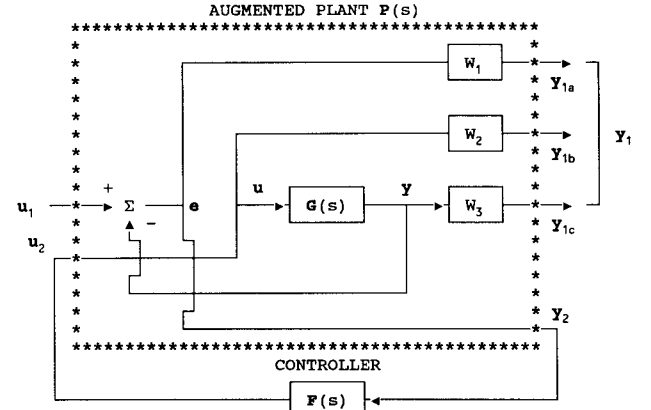 AUGMENTED PLANT P(s)
W1
Y1a
W2
Y1b
Y1
u1
+
Σ
−
e
u
G(s)
y
W3
Y1c
u2
Y2
CONTROLLER
F(s)